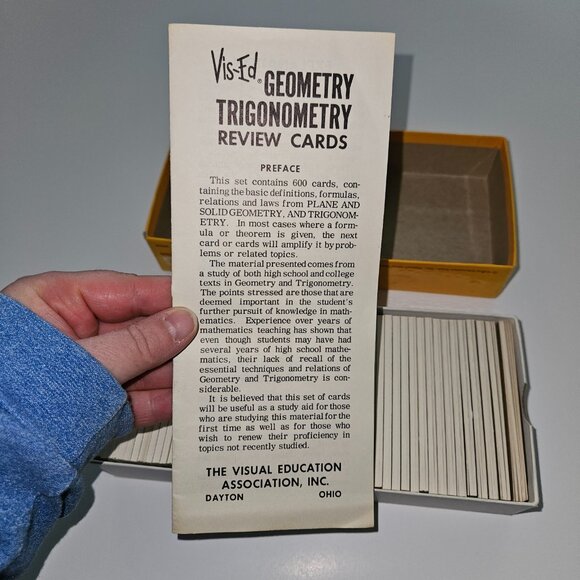 Vis-Ed® GEOMETRY
TRIGONOMETRY
REVIEW CARDS
PREFACE
This set contains 600 cards, con-
taining the basic definitions, formulas,
relations and laws from PLANE AND
SOLID GEOMETRY, AND TRIGONOM-
ETRY. In most cases where a form-
ula or theorem is given, the next
card or cards will amplify it by prob-
lems or related topics.
The material presented comes from
a study of both high school and college
texts in Geometry and Trigonometry.
The points stressed are those that are
deemed important in the student's
further pursuit of knowledge in math-
ematics. Experience over years of
mathematics teaching has shown that
even though students may have had
several years of high school mathe-
matics, their lack of recall of the
essential techniques and relations of
Geometry and Trigonometry is con-
siderable.
It is believed that this set of cards
will be useful as a study aid for those
who are studying this material for the
first time as well as for those who
wish to renew their proficiency in
topics not recently studied.
THE VISUAL EDUCATION
ASSOCIATION, INC.
DAYTON OHIO